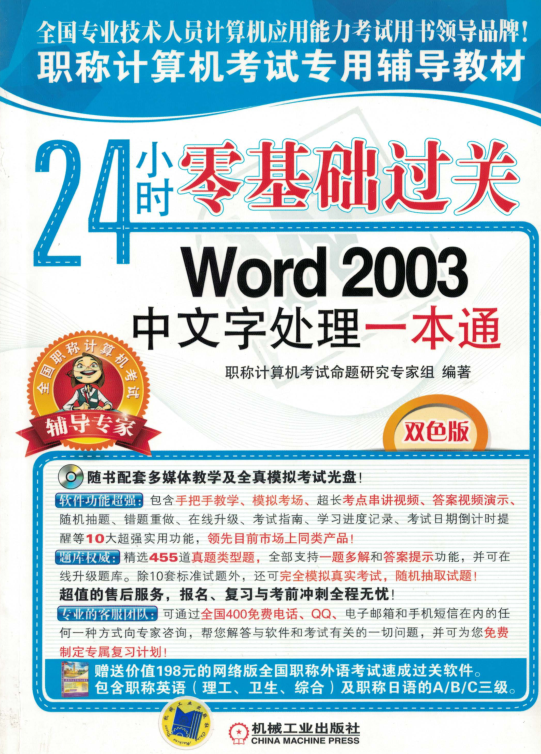 全国专业技术人员计算机应用能力考试用书领导品牌!
职称计算机考试专用辅导教材
24小时 零基础过关
Word 2003
中文字处理一本通
职称计算机考试命题研究专家组 编著
全国职称计算机考试
辅导专家
双色版
随书配套多媒体教学及全真模拟考试光盘!
软件功能超强: 包含手把手教学、模拟考场、超长考点串讲视频、答案视频演示、
随机抽题、错题重做、在线升级、考试指南、学习进度记录、考试日期倒计时提
醒等10大超强实用功能,领先目前市场上同类产品!
题库权威: 精选455道真题类型题,全部支持一题多解和答案提示功能,并可在
线升级题库。除10套标准试题外,还可完全模拟真实考试,随机抽取试题!
超值的售后服务,报名、复习与考前冲刺全程无忧!
专业的客服团队: 可通过全国400免费电话、QQ、电子邮箱和手机短信在内的任
何一种方式向专家咨询,帮您解答与软件和考试有关的一切问题,并可为您免费
制定专属复习计划!
赠送价值198元的网络版全国职称外语考试速成过关软件。
包含职称英语(理工、卫生、综合)及职称日语的A/B/C三级。
机械工业出版社
CHINA MACHINE PRESS